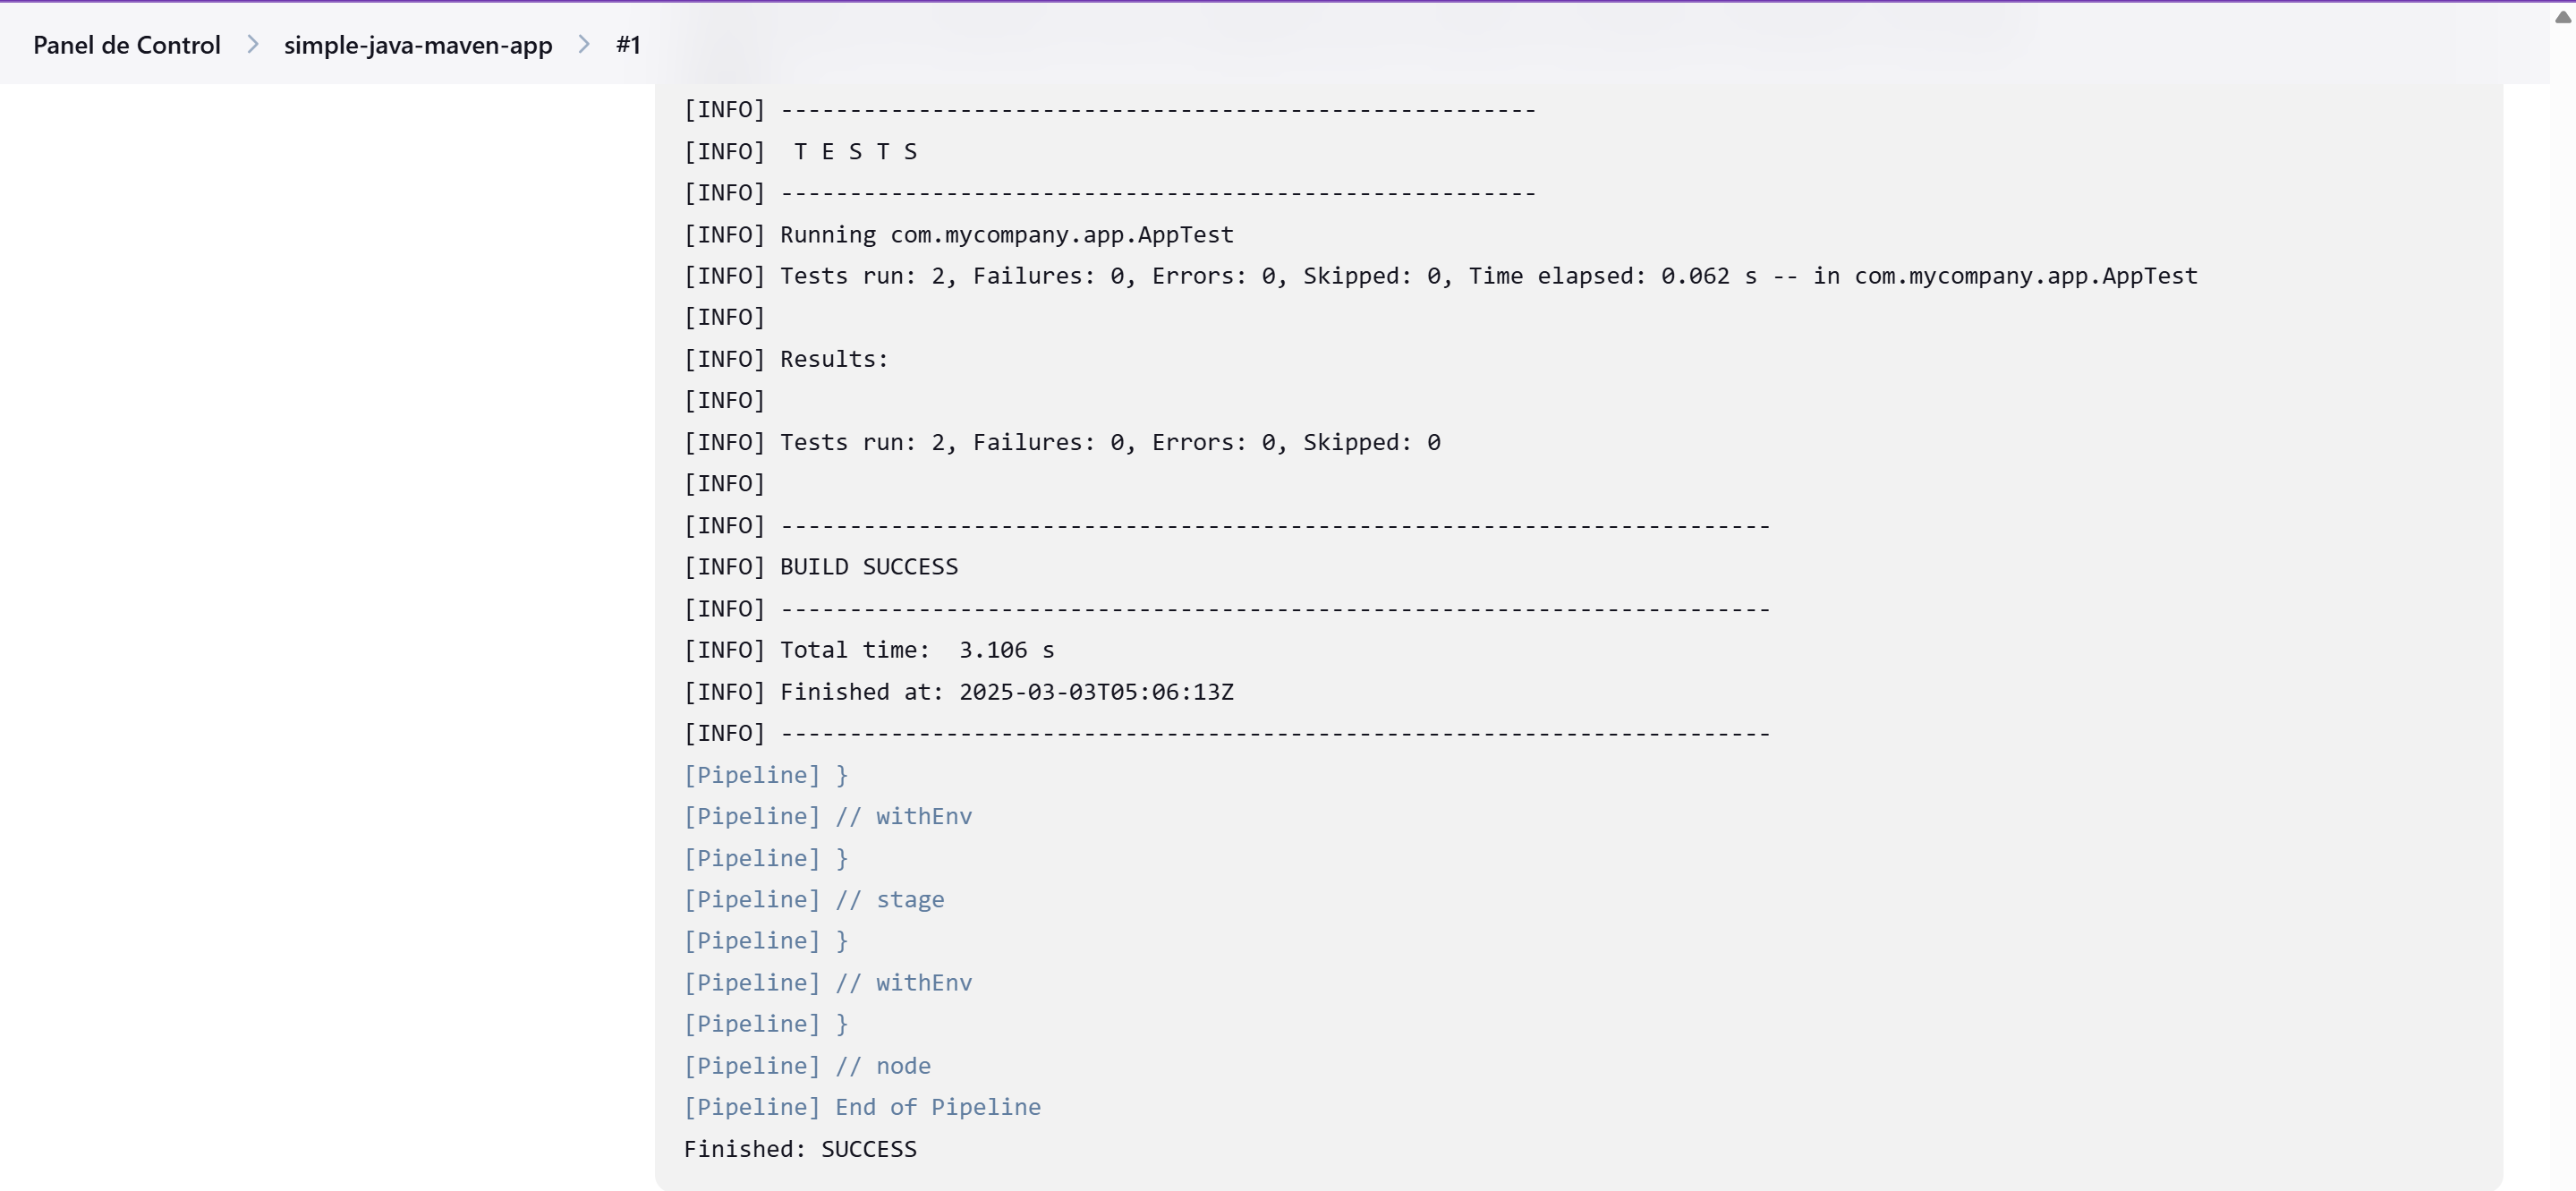 Panel de Control > simple-java-maven-app > #1
[INFO] -------------------------------------------------------
[INFO]  T E S T S
[INFO] -------------------------------------------------------
[INFO] Running com.mycompany.app.AppTest
[INFO] Tests run: 2, Failures: 0, Errors: 0, Skipped: 0, Time elapsed: 0.062 s -- in com.mycompany.app.AppTest
[INFO]
[INFO] Results:
[INFO]
[INFO] Tests run: 2, Failures: 0, Errors: 0, Skipped: 0
[INFO]
[INFO] ------------------------------------------------------------------------
[INFO] BUILD SUCCESS
[INFO] ------------------------------------------------------------------------
[INFO] Total time:  3.106 s
[INFO] Finished at: 2025-03-03T05:06:13Z
[INFO] ------------------------------------------------------------------------
[Pipeline] }
[Pipeline] // withEnv
[Pipeline] }
[Pipeline] // stage
[Pipeline] }
[Pipeline] // withEnv
[Pipeline] }
[Pipeline] // node
[Pipeline] End of Pipeline
Finished: SUCCESS